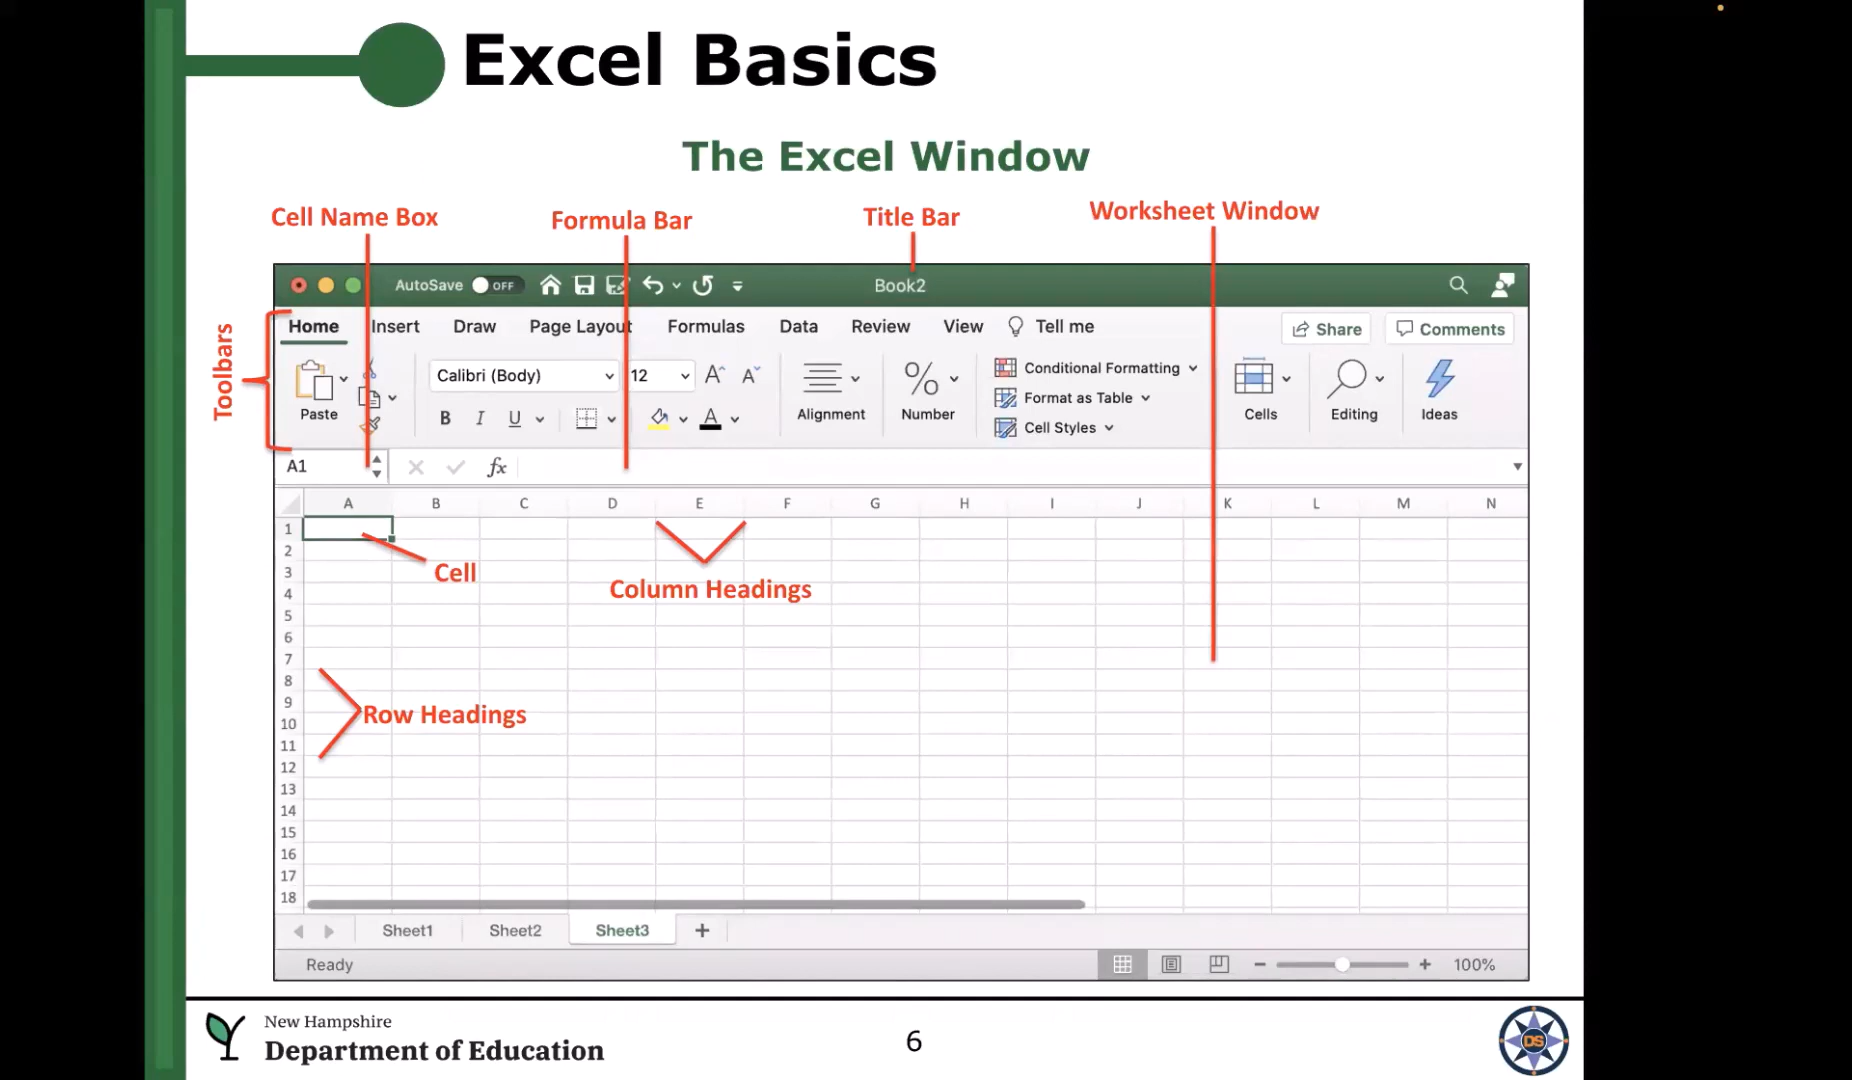 Excel Basics
The Excel Window
Cell Name Box
Formula Bar
Title Bar
Worksheet Window
AutoSave OFF
Book2
Toolbars
Home Insert Draw Page Layout Formulas Data Review View Tell me Share Comments
Calibri (Body) 12
Paste
B I U A
Alignment
%
Number
Conditional Formatting
Format as Table
Cell Styles
Cells
Editing
Ideas
A1 fx
A B C D E F G H I J K L M N
1
2
3
4
5
6
7
8
9
10
11
12
13
14
15
16
17
18
Cell
Column Headings
Row Headings
Sheet1 Sheet2 Sheet3 +
Ready
100%
New Hampshire
Department of Education
6
DS